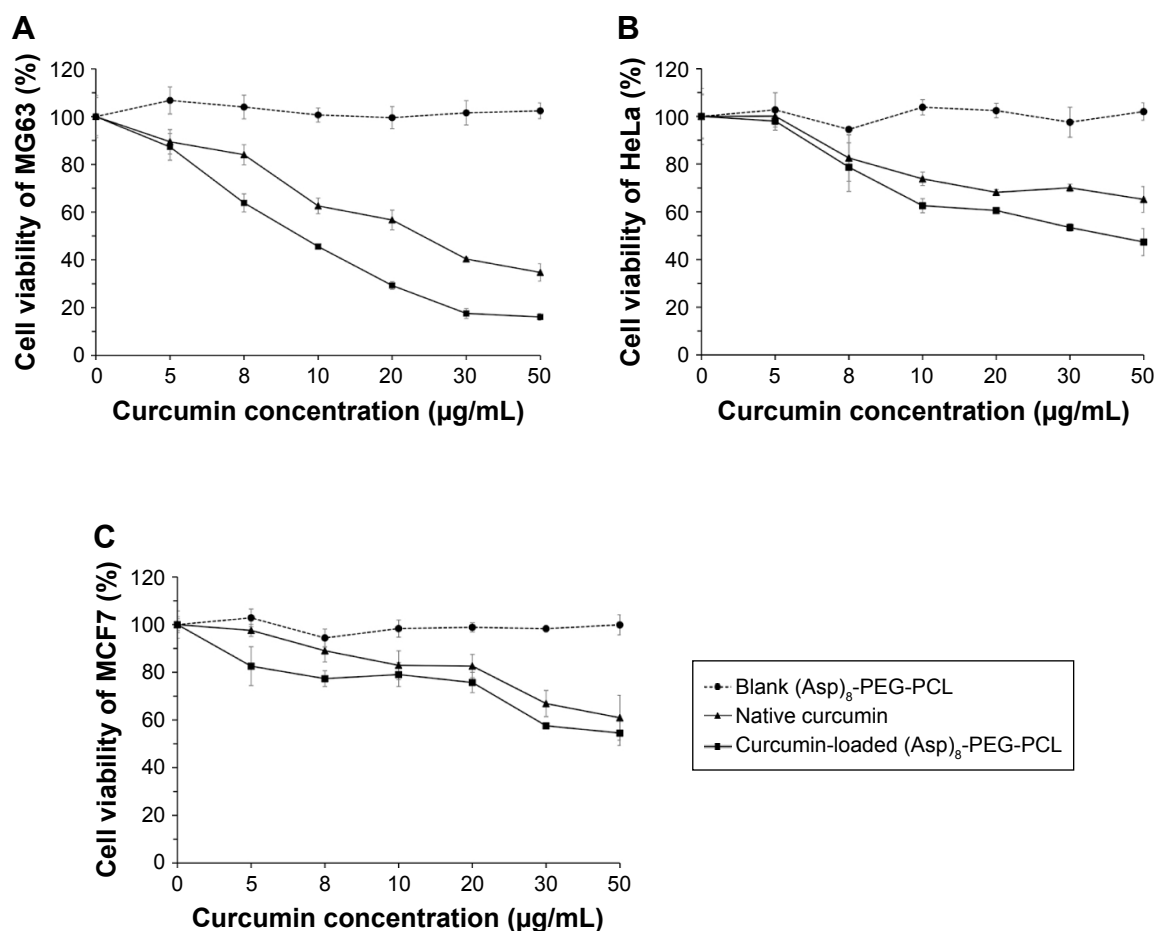 A
Cell viability of MG63 (%)
120
100
80
60
40
20
0
0 5 8 10 20 30 50
Curcumin concentration (µg/mL)
B
Cell viability of HeLa (%)
120
100
80
60
40
20
0
0 5 8 10 20 30 50
Curcumin concentration (µg/mL)
C
Cell viability of MCF7 (%)
120
100
80
60
40
20
0
0 5 8 10 20 30 50
Curcumin concentration (µg/mL)
Blank (Asp)₈-PEG-PCL
Native curcumin
Curcumin-loaded (Asp)₈-PEG-PCL